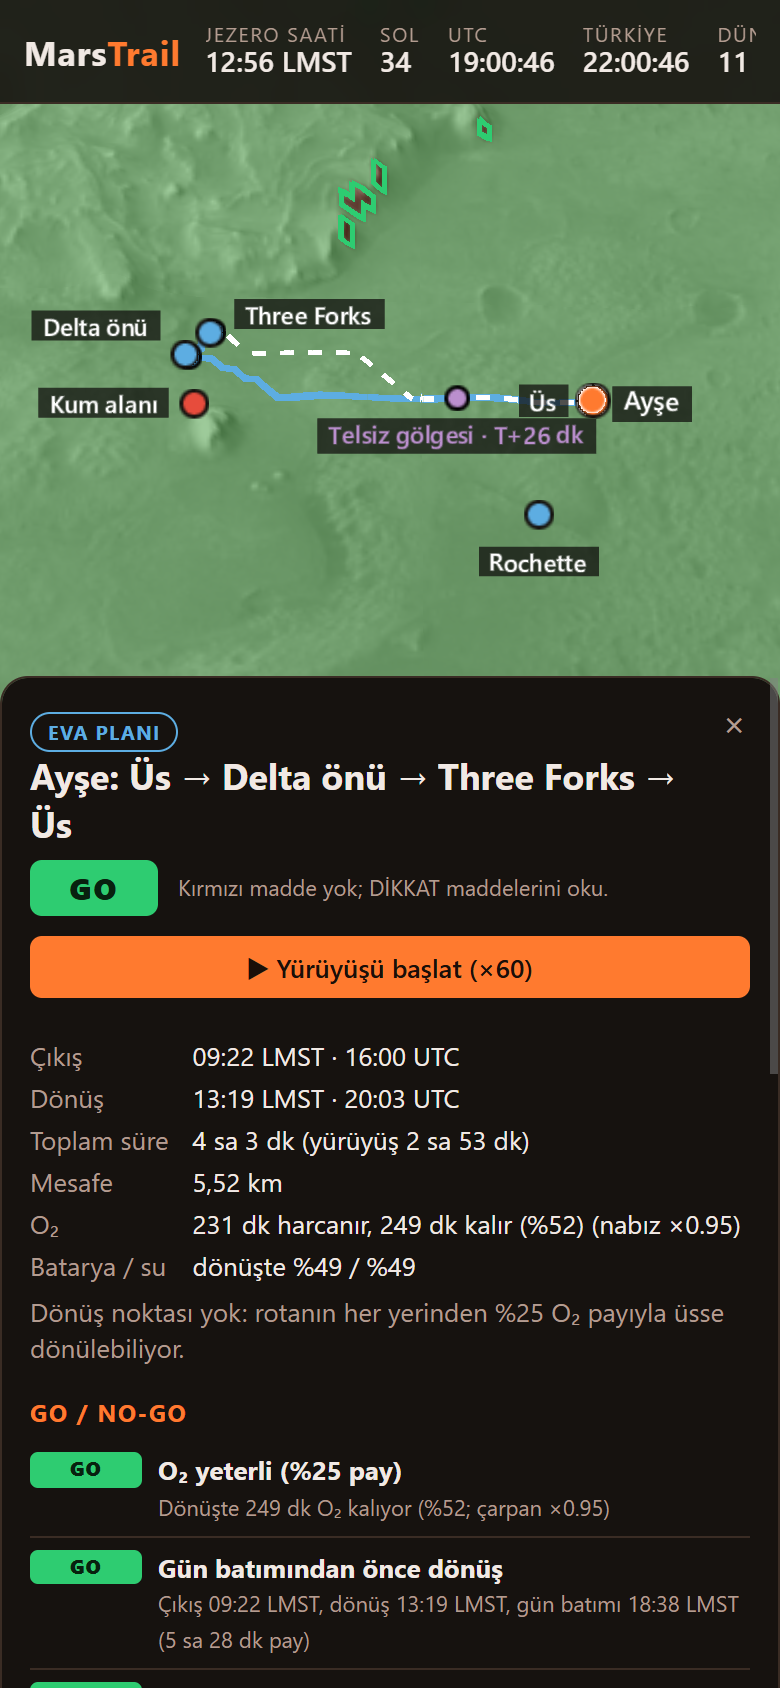 MarsTrail
JEZERO SAATİ SOL UTC TÜRKİYE
12:56 LMST 34 19:00:46 22:00:46 11
Three Forks
Delta önü
Kum alanı
Üs
Ayşe
Telsiz gölgesi · T+26 dk
Rochette
EVA PLANI
×
Ayşe: Üs → Delta önü → Three Forks →
Üs
GO Kırmızı madde yok; DİKKAT maddelerini oku.
▶ Yürüyüşü başlat (×60)
Çıkış 09:22 LMST · 16:00 UTC
Dönüş 13:19 LMST · 20:03 UTC
Toplam süre 4 sa 3 dk (yürüyüş 2 sa 53 dk)
Mesafe 5,52 km
O₂ 231 dk harcanır, 249 dk kalır (%52) (nabız ×0.95)
Batarya / su dönüşte %49 / %49
Dönüş noktası yok: rotanın her yerinden %25 O₂ payıyla üsse
dönülebiliyor.
GO / NO-GO
GO O₂ yeterli (%25 pay)
Dönüşte 249 dk O₂ kalıyor (%52; çarpan ×0.95)
GO Gün batımından önce dönüş
Çıkış 09:22 LMST, dönüş 13:19 LMST, gün batımı 18:38 LMST
(5 sa 28 dk pay)